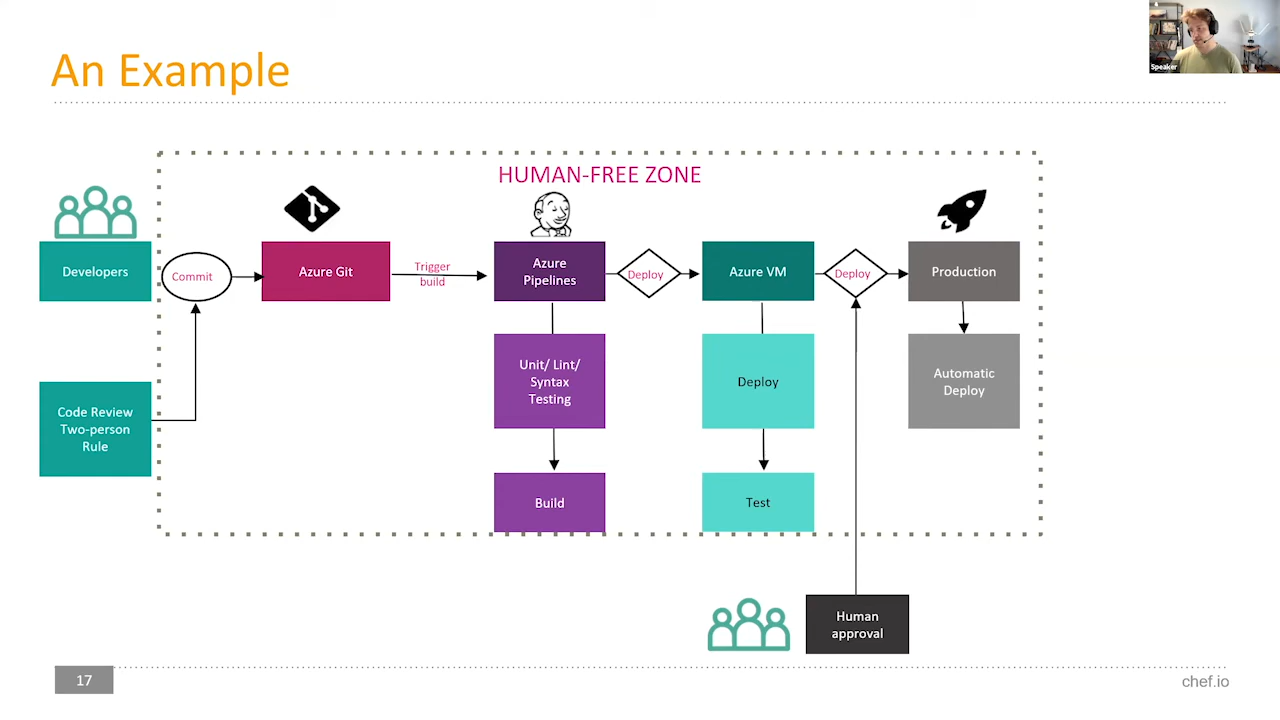 Speaker
An Example
HUMAN-FREE ZONE
Developers
Commit
Azure Git
Trigger
build
Azure
Pipelines
Deploy
Azure VM
Deploy
Production
Code Review
Two-person
Rule
Unit/ Lint/
Syntax
Testing
Deploy
Automatic
Deploy
Build
Test
Human
approval
17
chef.io